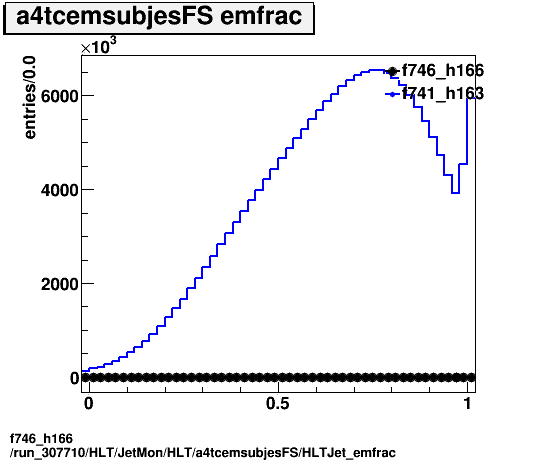 a4tcemsubjesFS emfrac
×10³
entries/0.0
f746_h166
f741_h163
6000
4000
2000
0
0 0.5 1
f746_h166
/run_307710/HLT/JetMon/HLT/a4tcemsubjesFS/HLTJet_emfrac